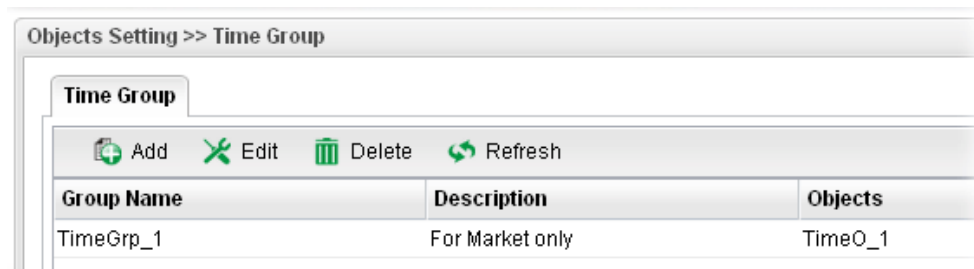 Objects Setting >> Time Group
Time Group
Add Edit Delete Refresh
Group Name Description Objects
TimeGrp_1 For Market only TimeO_1